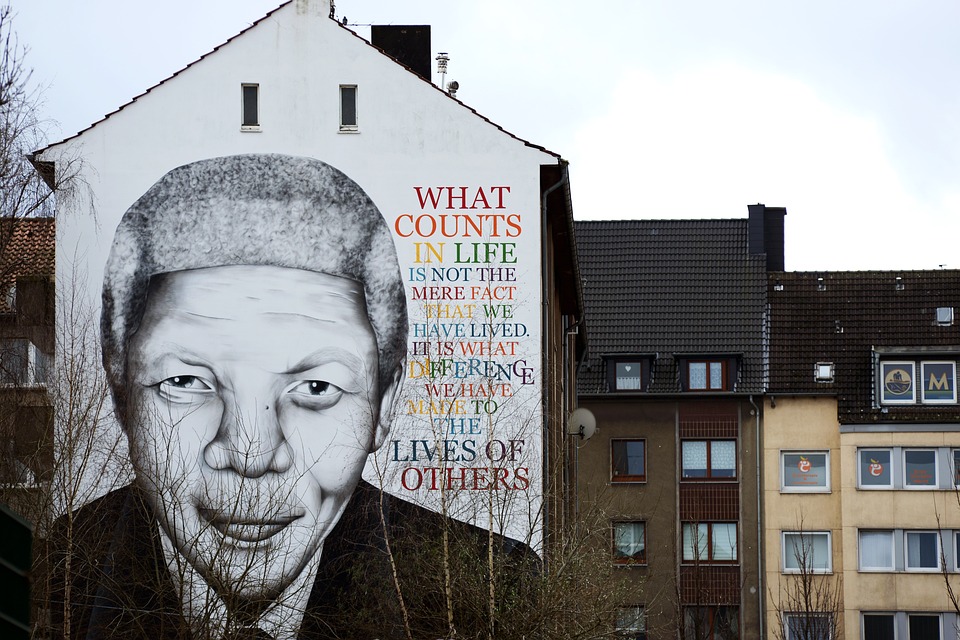 WHAT
COUNTS
IN LIFE
IS NOT THE
MERE FACT
THAT WE
HAVE LIVED.
IT IS WHAT
DIFFERENCE
WE HAVE
MADE TO
THE
LIVES OF
OTHERS
M